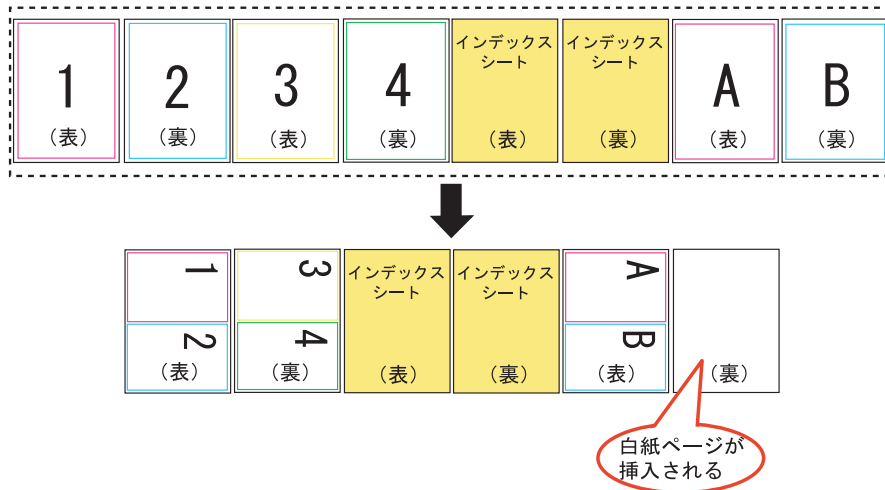 1
(表)
2
(裏)
3
(表)
4
(裏)
インデックス
シート
(表)
インデックス
シート
(裏)
A
(表)
B
(裏)
1
2
(表)
3
4
(裏)
インデックス
シート
(表)
インデックス
シート
(裏)
A
B
(表)
(裏)
白紙ページが
挿入される